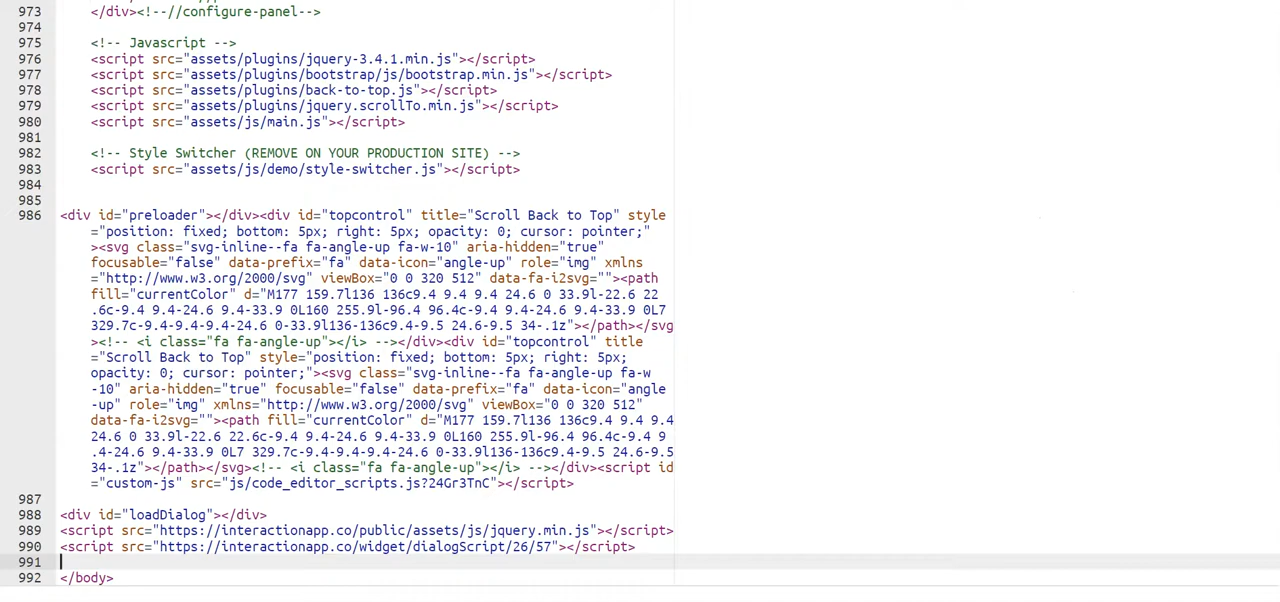 973 </div><!--//configure-panel-->
974
975 <!-- Javascript -->
976 <script src="assets/plugins/jquery-3.4.1.min.js"></script>
977 <script src="assets/plugins/bootstrap/js/bootstrap.min.js"></script>
978 <script src="assets/plugins/back-to-top.js"></script>
979 <script src="assets/plugins/jquery.scrollTo.min.js"></script>
980 <script src="assets/js/main.js"></script>
981
982 <!-- Style Switcher (REMOVE ON YOUR PRODUCTION SITE) -->
983 <script src="assets/js/demo/style-switcher.js"></script>
984
985
986 <div id="preloader"></div><div id="topcontrol" title="Scroll Back to Top" style
="position: fixed; bottom: 5px; right: 5px; opacity: 0; cursor: pointer;"
><svg class="svg-inline--fa fa-angle-up fa-w-10" aria-hidden="true"
focusable="false" data-prefix="fa" data-icon="angle-up" role="img" xmlns
="http://www.w3.org/2000/svg" viewBox="0 0 320 512" data-fa-i2svg=""><path
fill="currentColor" d="M177 159.7l136 136c9.4 9.4 9.4 24.6 0 33.9l-22.6 22
.6c-9.4 9.4-24.6 9.4-33.9 0L160 255.9l-96.4 96.4c-9.4 9.4-24.6 9.4-33.9 0L7
329.7c-9.4-9.4-9.4-24.6 0-33.9l136-136c9.4-9.5 24.6-9.5 34-.1z"></path></svg
><!-- <i class="fa fa-angle-up"></i> --></div><div id="topcontrol" title
="Scroll Back to Top" style="position: fixed; bottom: 5px; right: 5px;
opacity: 0; cursor: pointer;"><svg class="svg-inline--fa fa-angle-up fa-w
-10" aria-hidden="true" focusable="false" data-prefix="fa" data-icon="angle
-up" role="img" xmlns="http://www.w3.org/2000/svg" viewBox="0 0 320 512"
data-fa-i2svg=""><path fill="currentColor" d="M177 159.7l136 136c9.4 9.4 9.4
24.6 0 33.9l-22.6 22.6c-9.4 9.4-24.6 9.4-33.9 0L160 255.9l-96.4 96.4c-9.4 9
.4-24.6 9.4-33.9 0L7 329.7c-9.4-9.4-9.4-24.6 0-33.9l136-136c9.4-9.5 24.6-9.5
34-.1z"></path></svg><!-- <i class="fa fa-angle-up"></i> --></div><script id
="custom-js" src="js/code_editor_scripts.js?24Gr3TnC"></script>
987
988 <div id="loadDialog"></div>
989 <script src="https://interactionapp.co/public/assets/js/jquery.min.js"></script>
990 <script src="https://interactionapp.co/widget/dialogScript/26/57"></script>
991
992 </body>